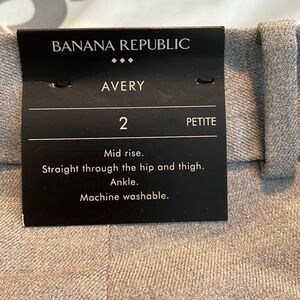 BANANA REPUBLIC
AVERY
2 PETITE
Mid rise.
Straight through the hip and thigh.
Ankle.
Machine washable.